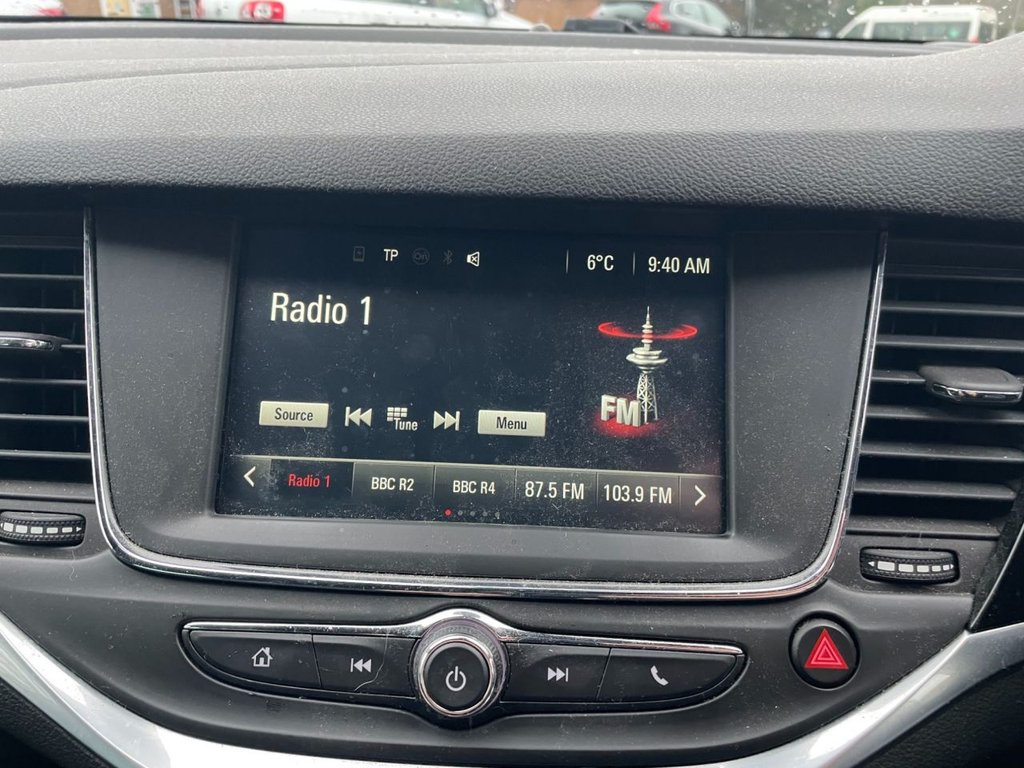 TP On 6°C 9:40 AM
Radio 1
FM
Source Tune Menu
Radio 1 BBC R2 BBC R4 87.5 FM 103.9 FM